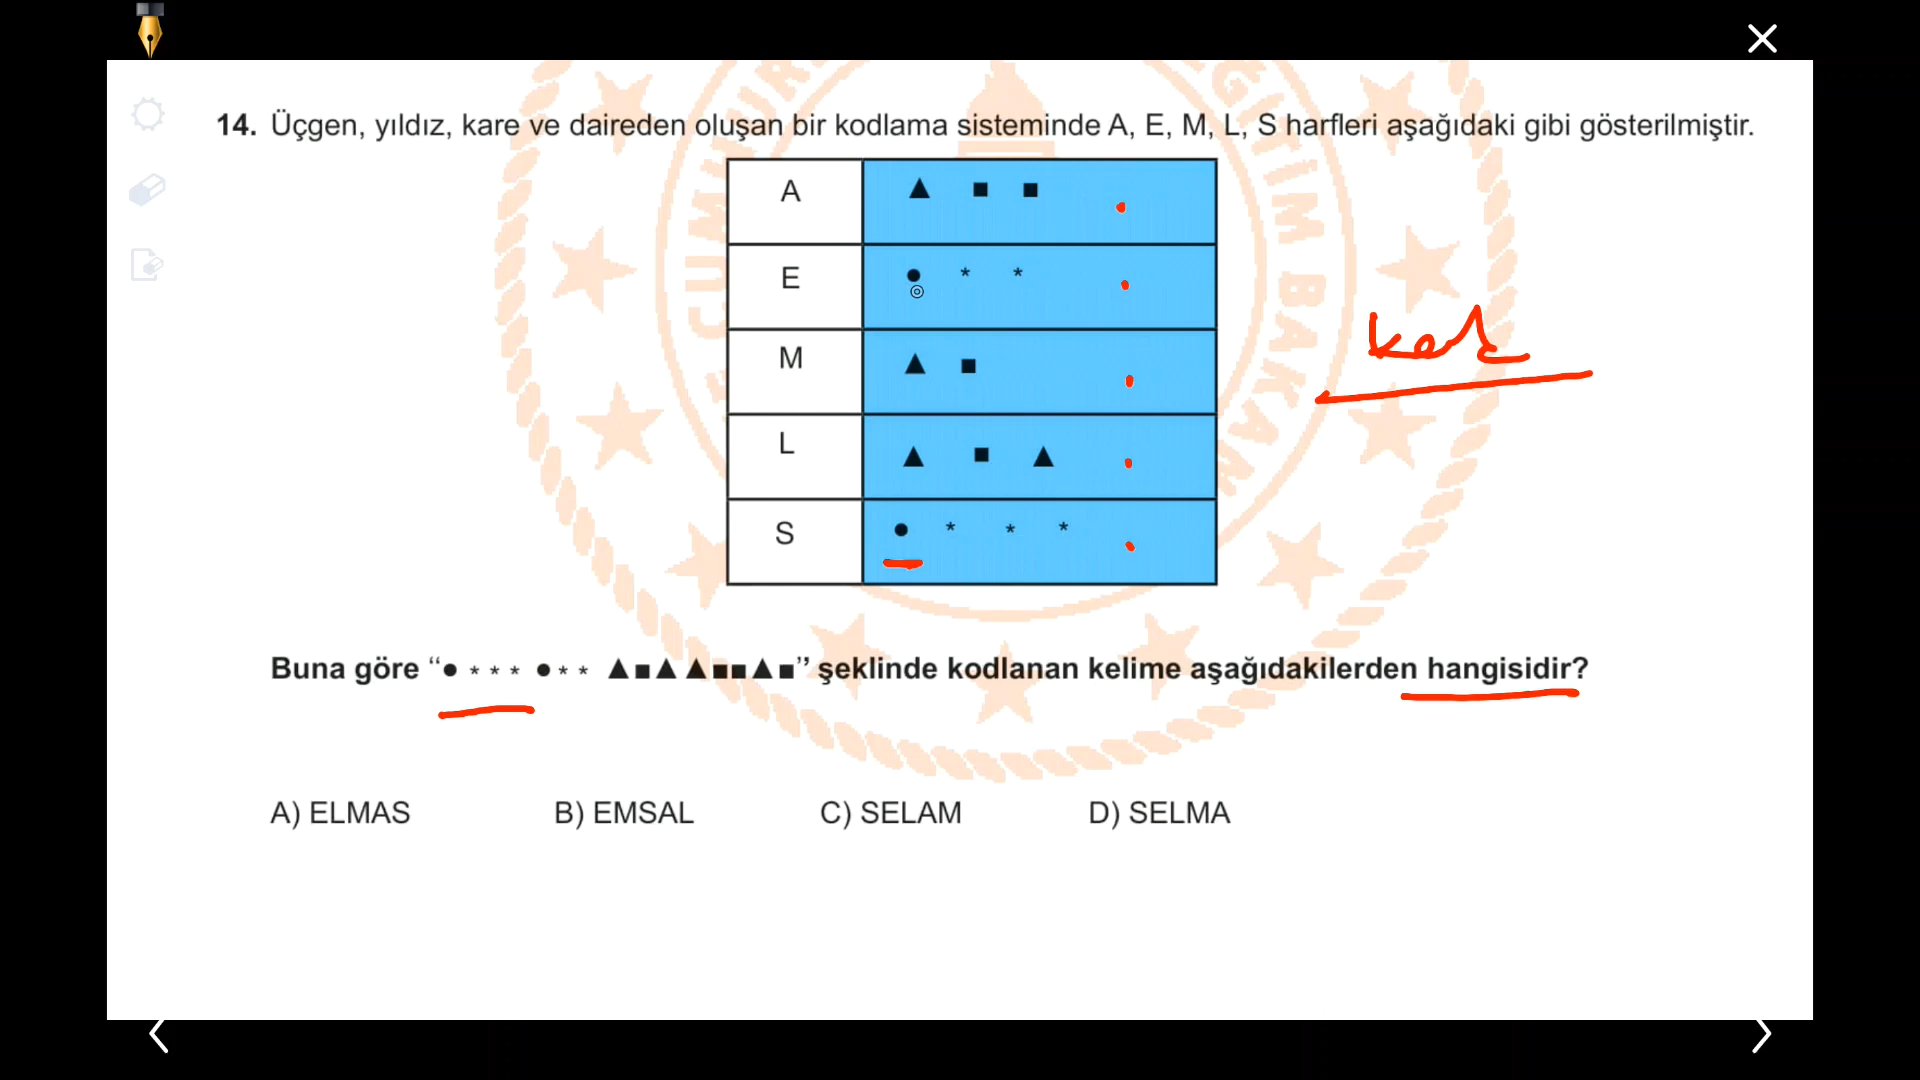 14. Üçgen, yıldız, kare ve daireden oluşan bir kodlama sisteminde A, E, M, L, S harfleri aşağıdaki gibi gösterilmiştir.
A ▲ ■ ■
E ● * *
M ▲ ■
L ▲ ■ ▲
S ● * * *
Buna göre “● * * * ● * * ▲■▲▲■■▲■” şeklinde kodlanan kelime aşağıdakilerden hangisidir?
A) ELMAS B) EMSAL C) SELAM D) SELMA